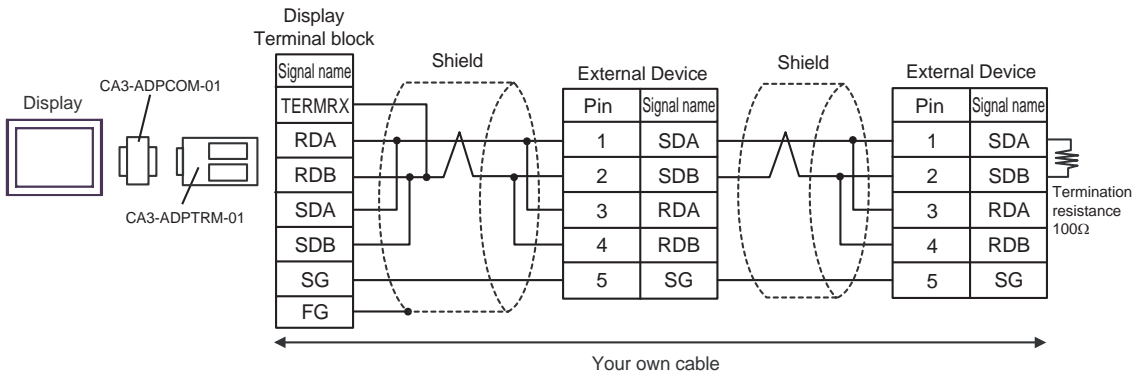 Display
Terminal block
Display
CA3-ADPCOM-01
CA3-ADPTRM-01
Signal name
TERMRX
RDA
RDB
SDA
SDB
SG
FG
Shield
External Device
Pin Signal name
1 SDA
2 SDB
3 RDA
4 RDB
5 SG
Shield
External Device
Pin Signal name
1 SDA
2 SDB
3 RDA
4 RDB
5 SG
Termination
resistance
100Ω
Your own cable